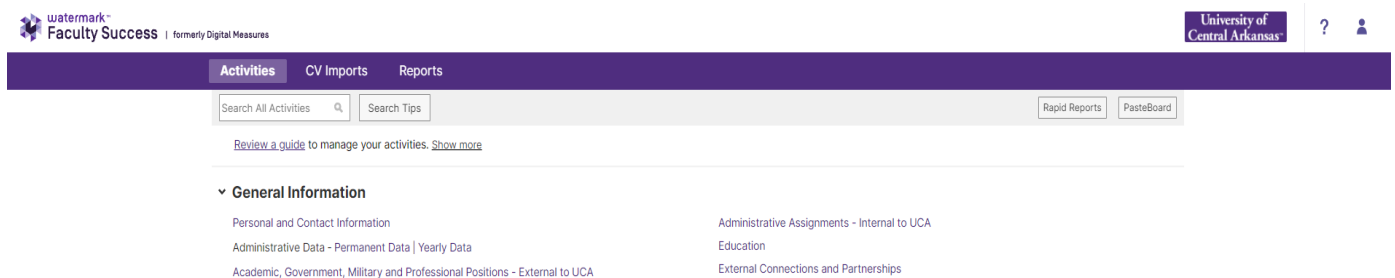 watermark™
Faculty Success | formerly Digital Measures
University of
Central Arkansas™
?
Activities CV Imports Reports
Search All Activities Search Tips Rapid Reports PasteBoard
Review a guide to manage your activities. Show more
General Information
Personal and Contact Information
Administrative Data - Permanent Data | Yearly Data
Academic, Government, Military and Professional Positions - External to UCA
Administrative Assignments - Internal to UCA
Education
External Connections and Partnerships